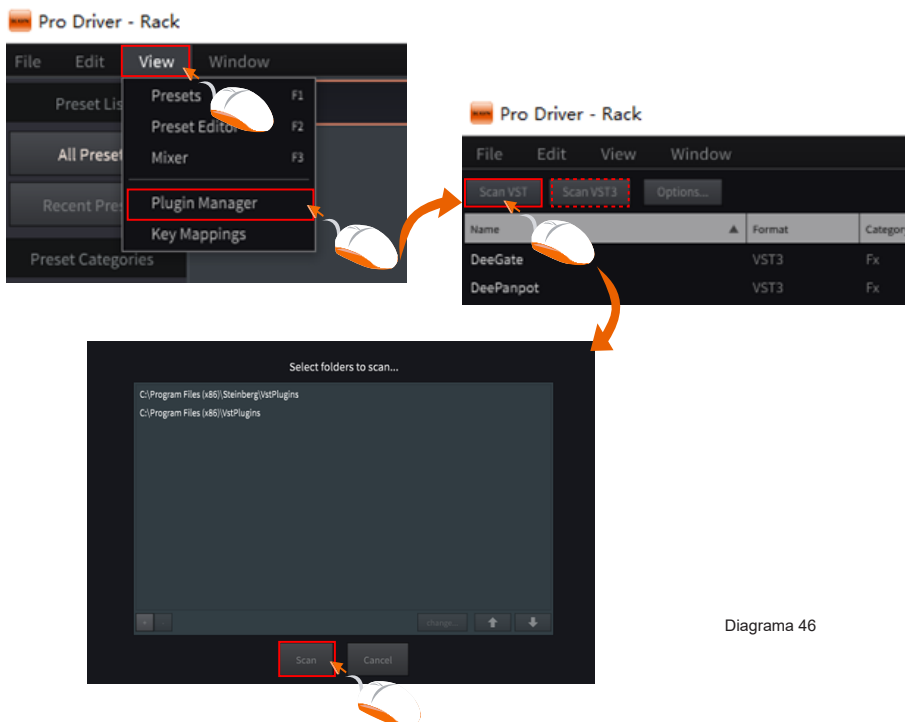 Pro Driver - Rack
File Edit View Window
Preset Lis
Presets F1
Preset Editor F2
All Preset
Mixer F3
Recent Pres
Plugin Manager
Key Mappings
Preset Categories
Pro Driver - Rack
File Edit View Window
Scan VST Scan VST3 Options...
Name Format Category
DeeGate VST3 Fx
DeePanpot VST3 Fx
Select folders to scan...
C:\Program Files (x86)\Steinberg\VstPlugins
C:\Program Files (x86)\VstPlugins
change...
Scan Cancel
Diagrama 46